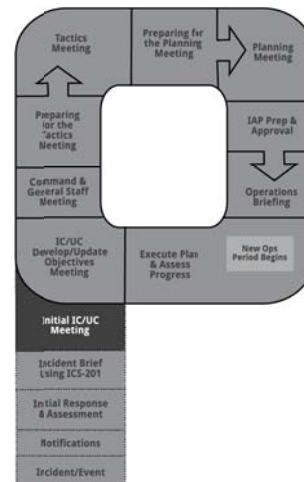 Tactics
Meeting
Preparing for
the Planning
Meeting
Planning
Meeting
Preparing
for the
Tactics
Meeting
IAP Prep &
Approval
Command &
General Staff
Meeting
Operations
Briefing
IC/UC
Develop/Update
Objectives
Meeting
Execute Plan
& Assess
Progress
New Ops
Period Begins
Initial IC/UC
Meeting
Incident Brief
Using ICS-201
Initial Response
& Assessment
Notifications
Incident/Event